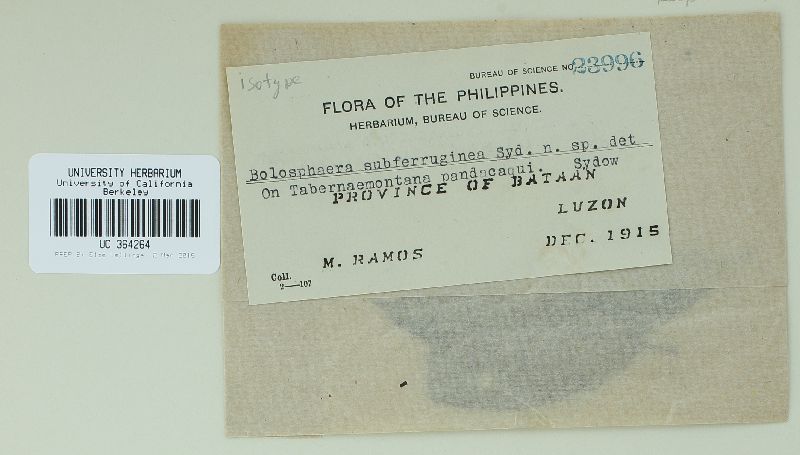 isotype
BUREAU OF SCIENCE NO. 23996
FLORA OF THE PHILIPPINES.
HERBARIUM, BUREAU OF SCIENCE.
Bolosphaera subferruginea Syd. n. sp. det
On Tabernaemontana pandacaqui. Sydow
PROVINCE OF BATAAN
LUZON
M. RAMOS
DEC. 1915
Coll.
2—107
UNIVERSITY HERBARIUM
University of California
Berkeley
UC 364264